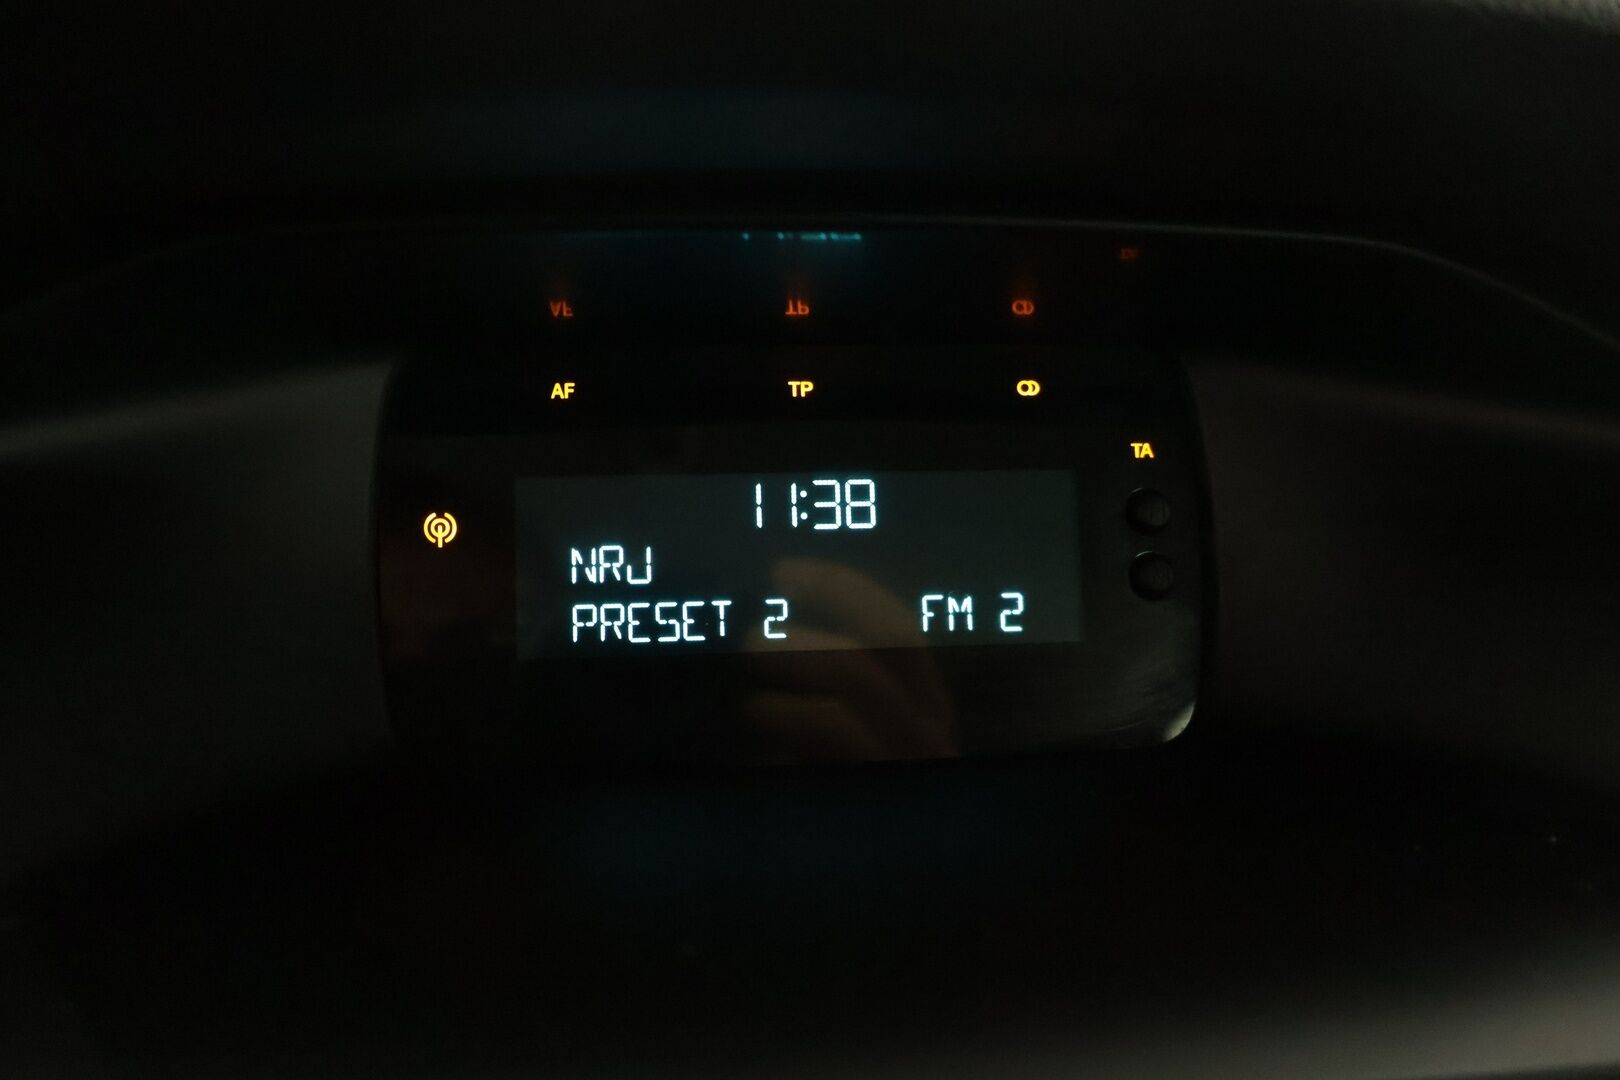 AF
TP
TA
11:38
NRJ
PRESET 2 FM 2